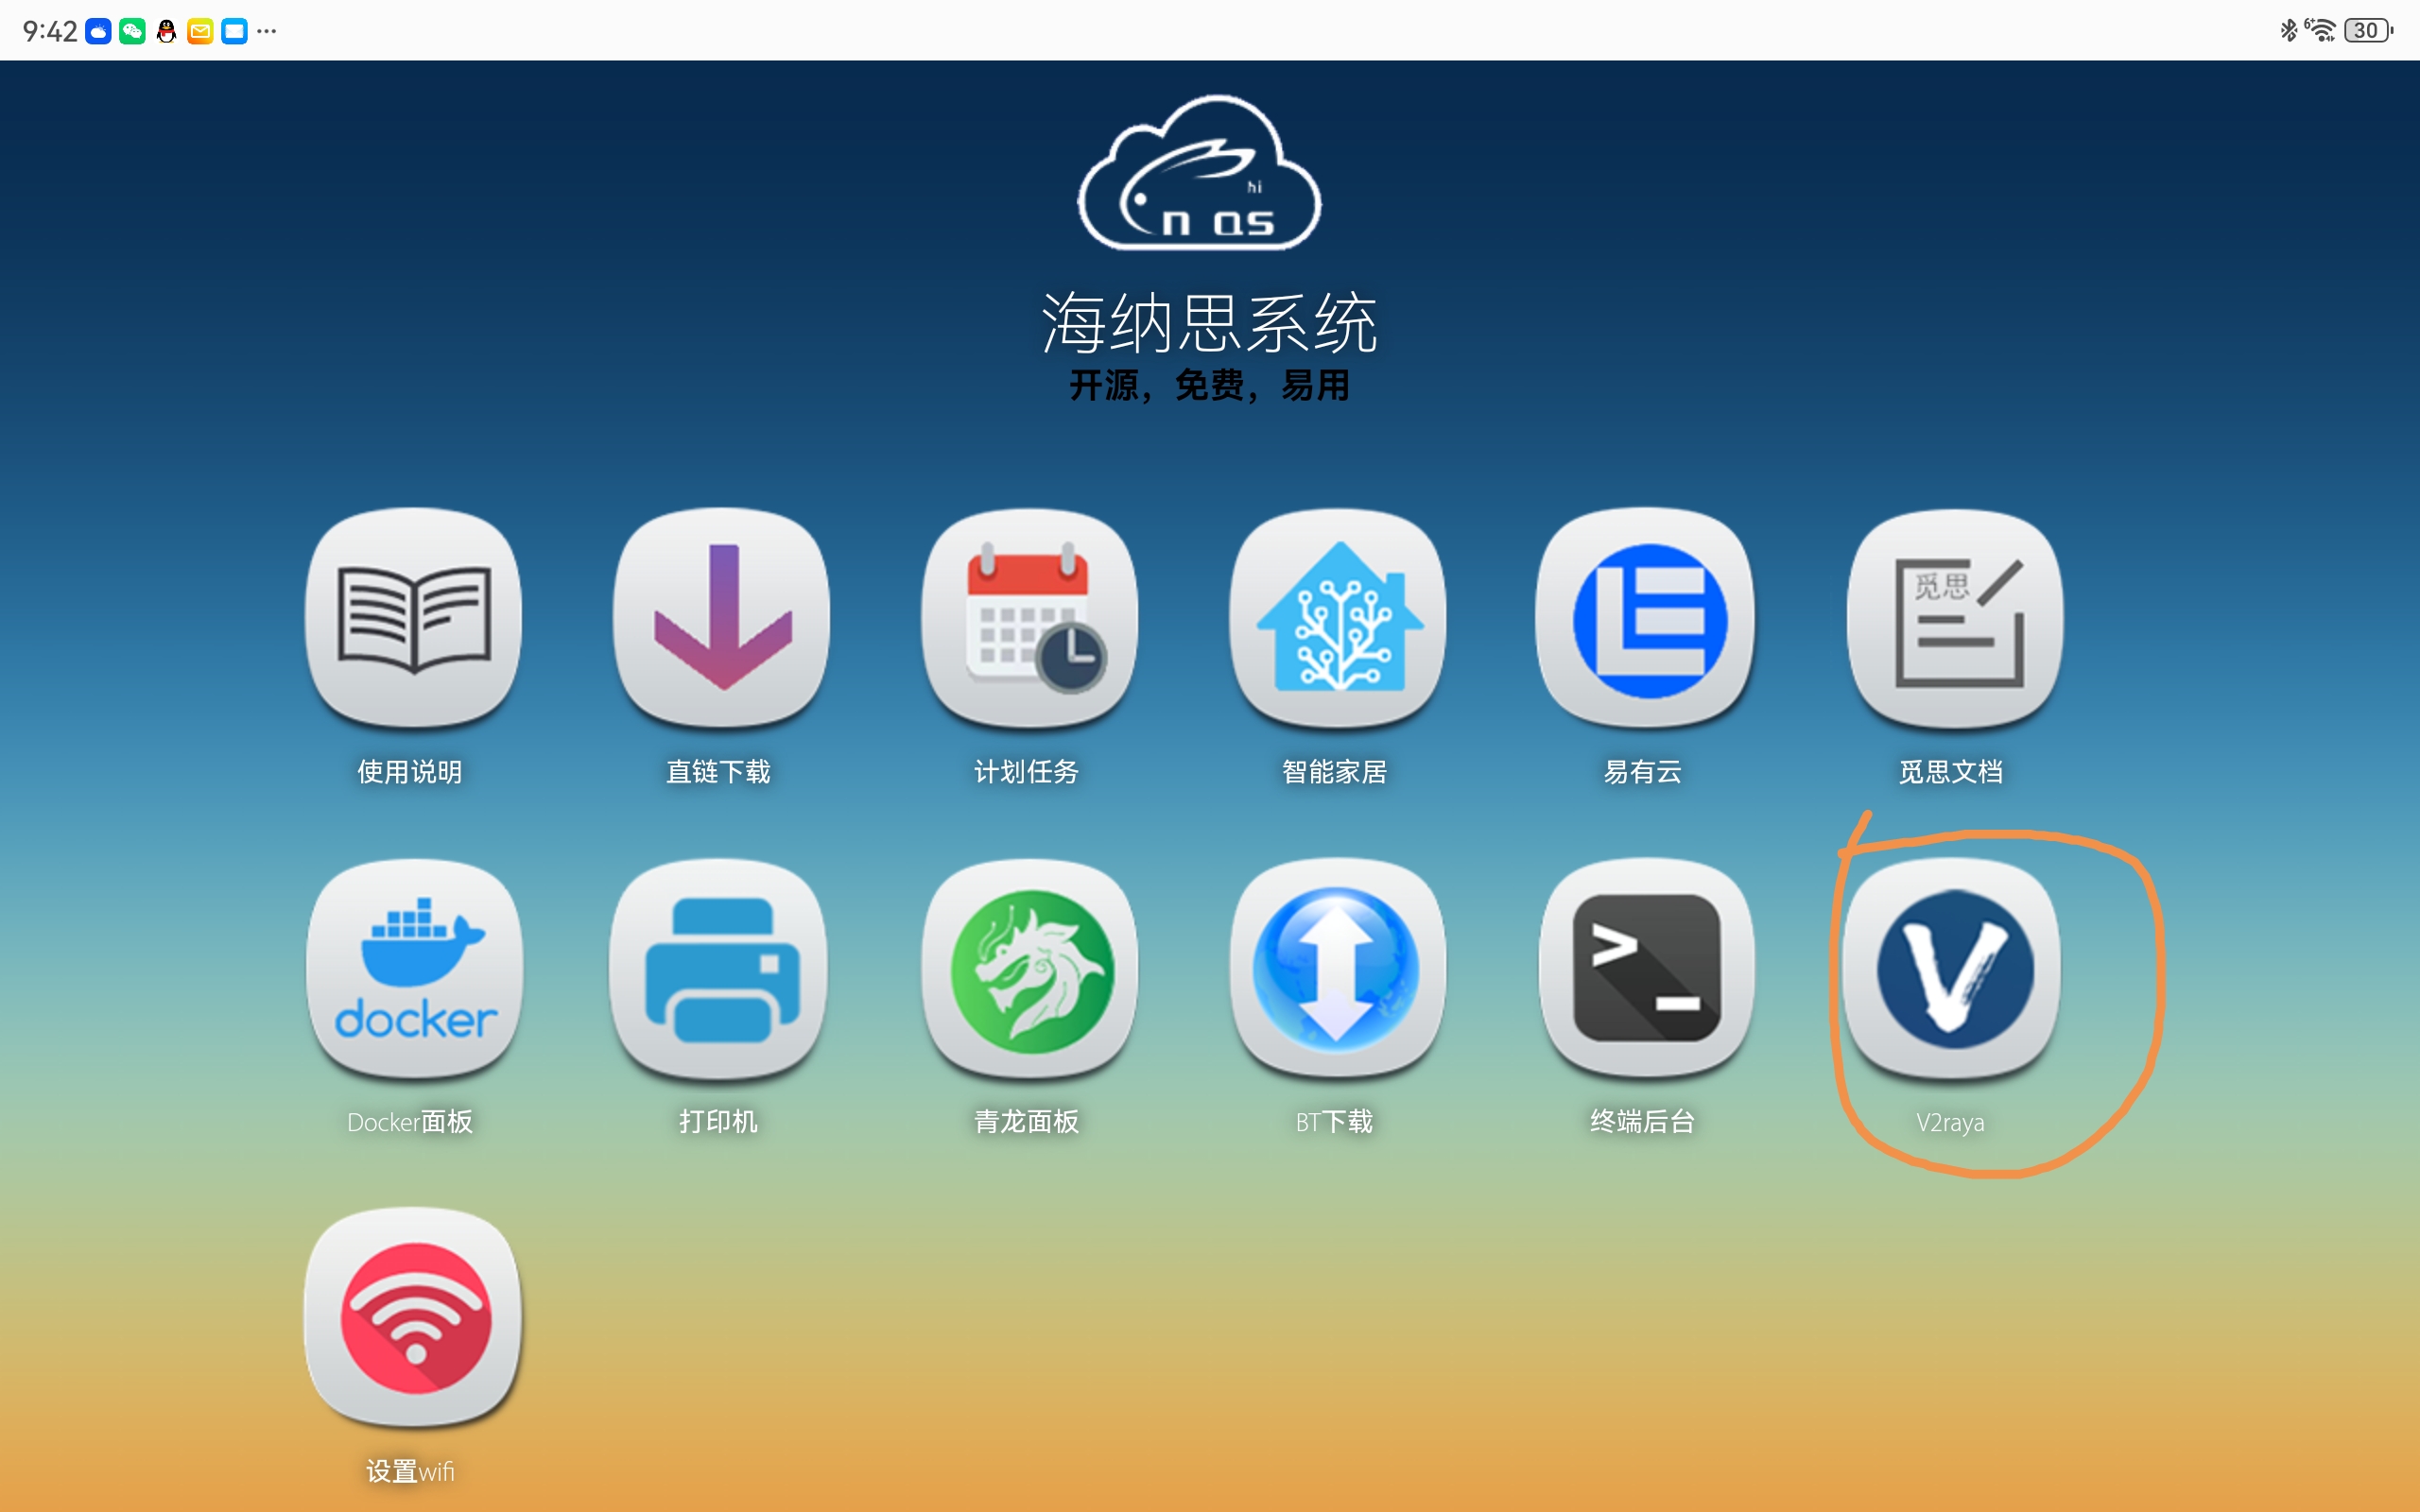 9:42 30
hi
nas
海纳思系统
开源，免费，易用
觅思
使用说明 直链下载 计划任务 智能家居 易有云 觅思文档
docker
Docker面板 打印机 青龙面板 BT下载 终端后台 V2raya
设置wifi